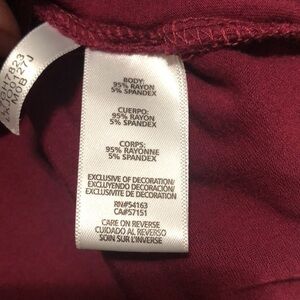 BODY:
95% RAYON
5% SPANDEX
CUERPO:
95% RAYON
5% SPANDEX
CORPS:
95% RAYONNE
5% SPANDEX
EXCLUSIVE OF DECORATION/
EXCLUYENDO DECORACIÓN/
EXCLUSIVITE DE DECORATION
RN#54163
CA#57151
CARE ON REVERSE
CUIDADO AL REVERSO
SOIN SUR L'INVERSE